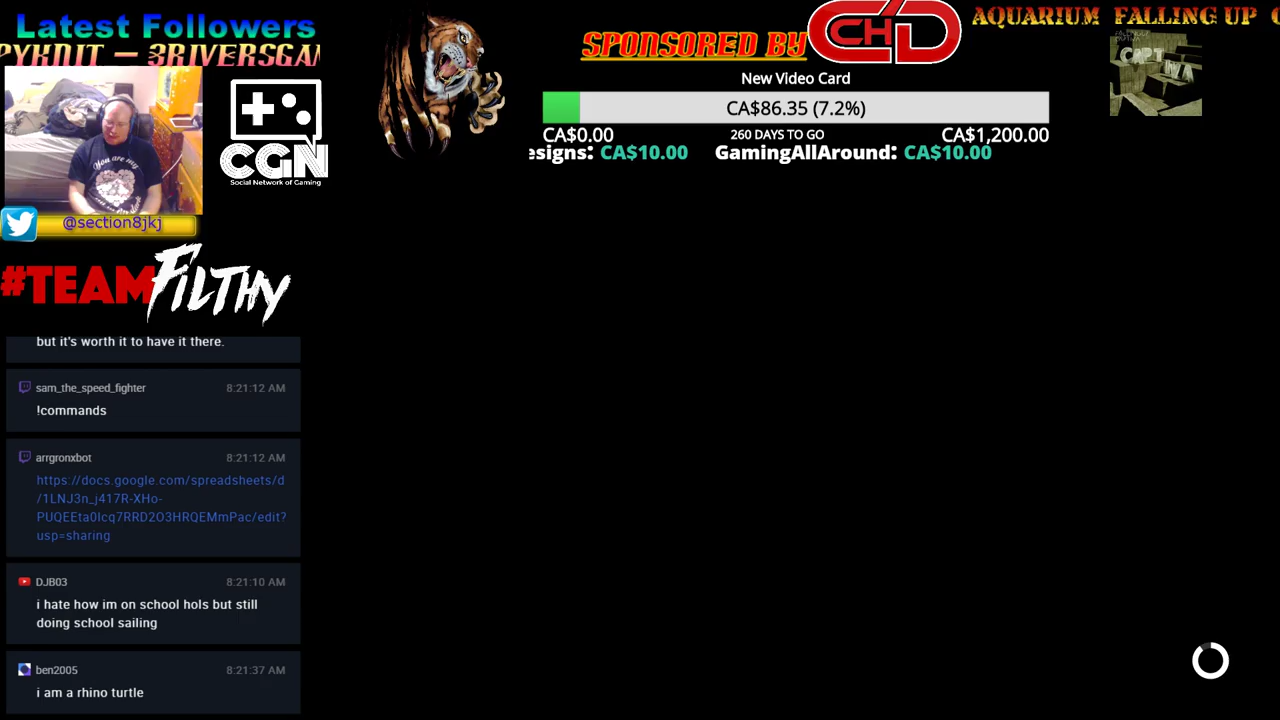 Latest Followers
PYKNIT — 3RIVERSGA
@section8jkj
CGN
Social Network of Gaming
#TEAMFILTHY
SPONSORED BY
CHD
New Video Card
CA$86.35 (7.2%)
CA$0.00
260 DAYS TO GO
CA$1,200.00
esigns: CA$10.00 GamingAllAround: CA$10.00
AQUARIUM FALLING UP
but it's worth it to have it there.
sam_the_speed_fighter 8:21:12 AM
!commands
arrgronxbot 8:21:12 AM
https://docs.google.com/spreadsheets/d
/1LNJ3n_j417R-XHo-
PUQEEta0lcq7RRD2O3HRQEMmPac/edit?
usp=sharing
DJB03 8:21:10 AM
i hate how im on school hols but still
doing school sailing
ben2005 8:21:37 AM
i am a rhino turtle